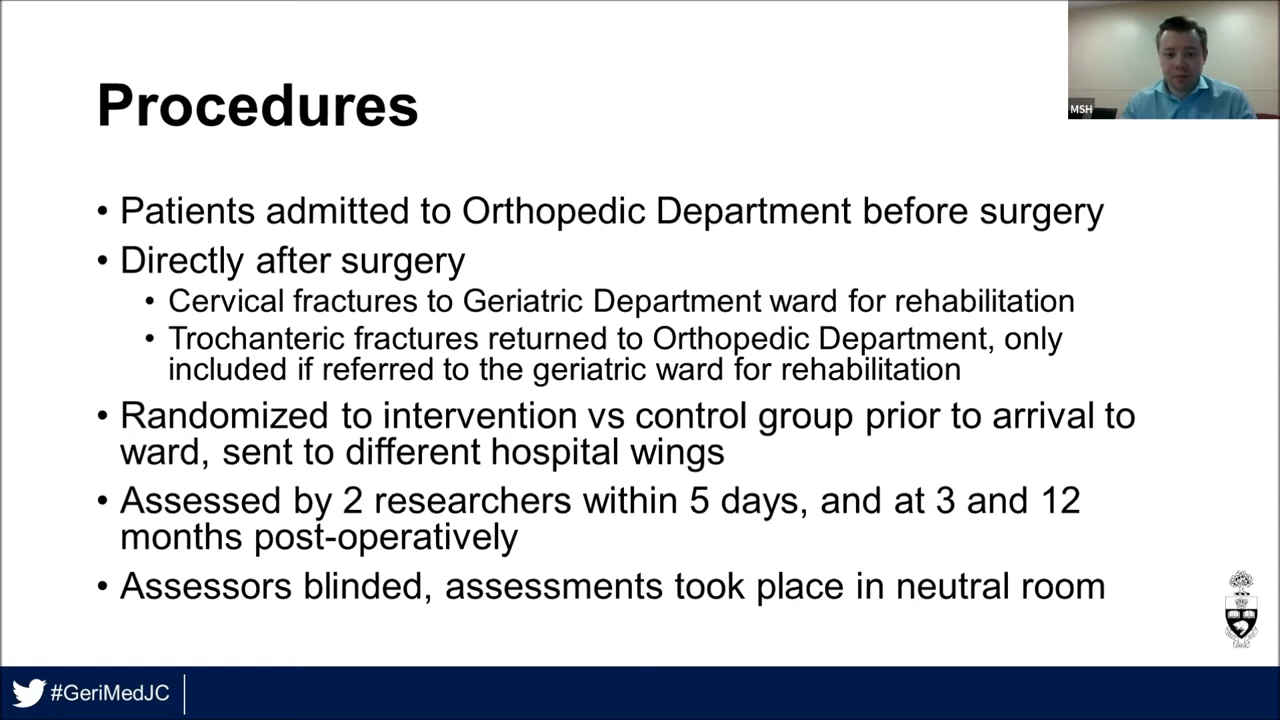 MSH
Procedures
• Patients admitted to Orthopedic Department before surgery
• Directly after surgery
• Cervical fractures to Geriatric Department ward for rehabilitation
• Trochanteric fractures returned to Orthopedic Department, only
included if referred to the geriatric ward for rehabilitation
• Randomized to intervention vs control group prior to arrival to
ward, sent to different hospital wings
• Assessed by 2 researchers within 5 days, and at 3 and 12
months post-operatively
• Assessors blinded, assessments took place in neutral room
#GeriMedJC